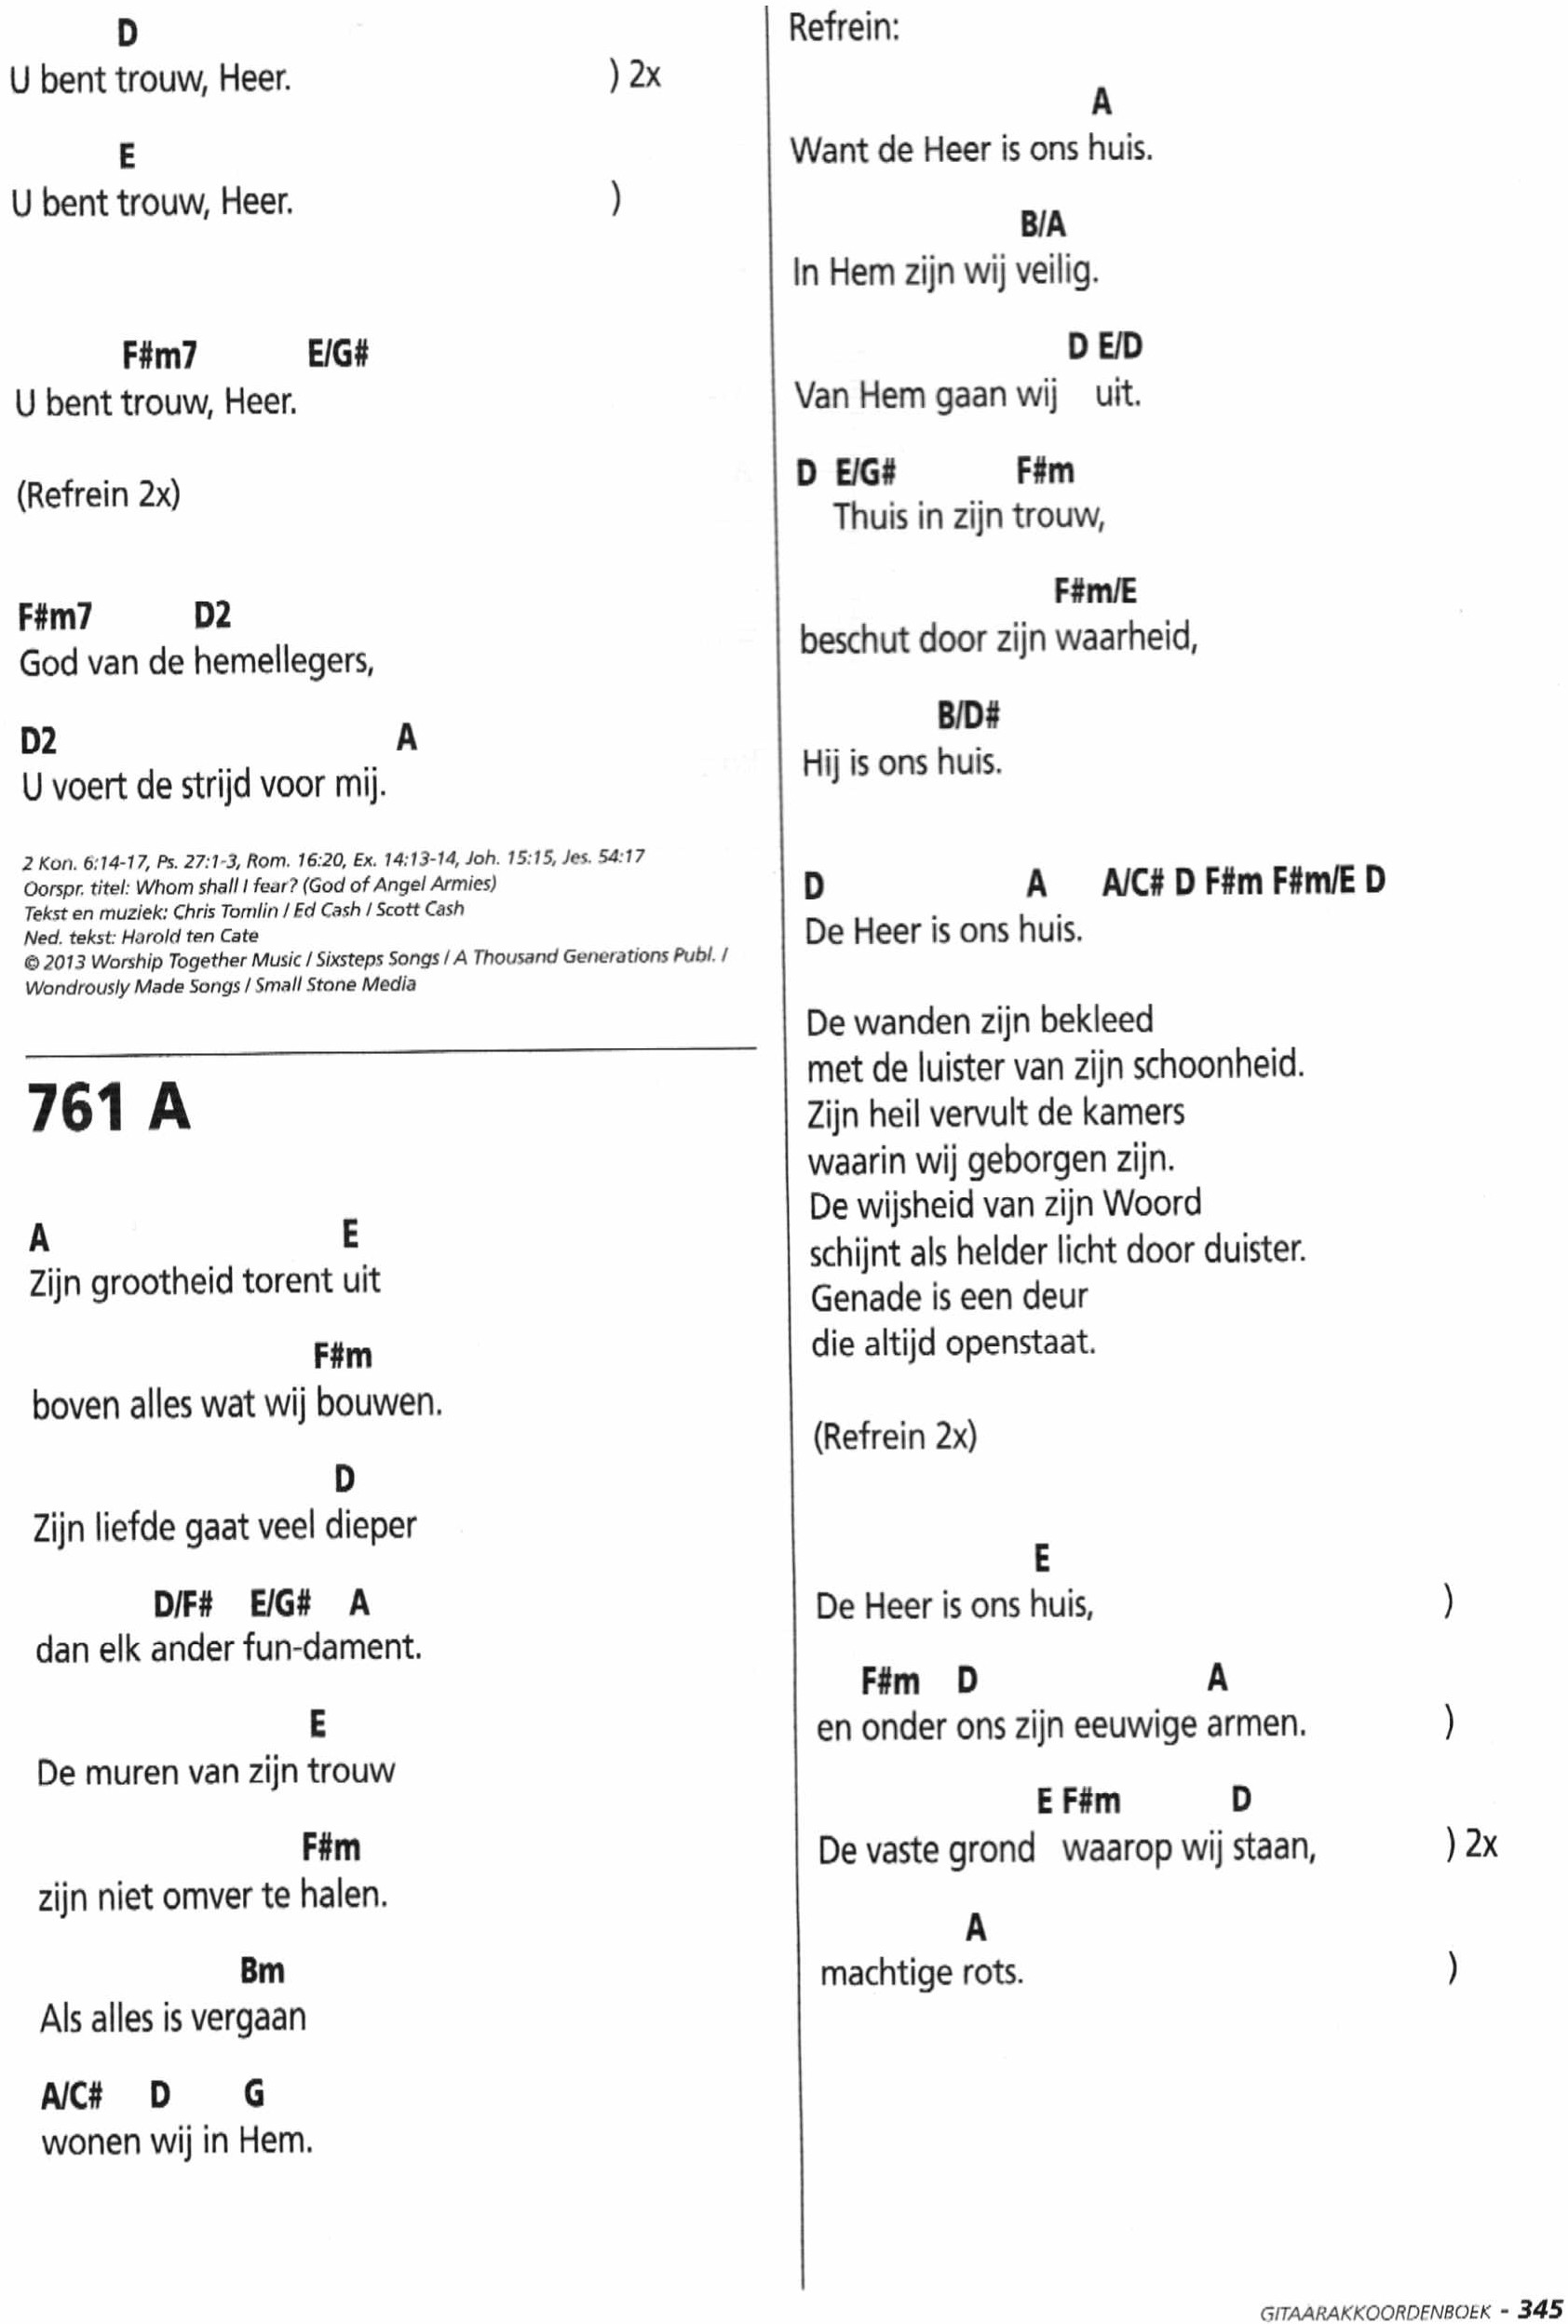 D
U bent trouw, Heer. ) 2x
E
U bent trouw, Heer. )
F#m7 E/G#
U bent trouw, Heer.
(Refrein 2x)
F#m7 D2
God van de hemellegers,
D2 A
U voert de strijd voor mij.
2 Kon. 6:14-17, Ps. 27:1-3, Rom. 16:20, Ex. 14:13-14, Joh. 15:15, Jes. 54:17
Oorspr. titel: Whom shall I fear? (God of Angel Armies)
Tekst en muziek: Chris Tomlin / Ed Cash / Scott Cash
Ned. tekst: Harold ten Cate
© 2013 Worship Together Music / Sixsteps Songs / A Thousand Generations Publ. /
Wondrously Made Songs / Small Stone Media
761 A
A E
Zijn grootheid torent uit
F#m
boven alles wat wij bouwen.
D
Zijn liefde gaat veel dieper
D/F# E/G# A
dan elk ander fun-dament.
E
De muren van zijn trouw
F#m
zijn niet omver te halen.
Bm
Als alles is vergaan
A/C# D G
wonen wij in Hem.
Refrein:
A
Want de Heer is ons huis.
B/A
In Hem zijn wij veilig.
D E/D
Van Hem gaan wij uit.
D E/G# F#m
Thuis in zijn trouw,
F#m/E
beschut door zijn waarheid,
B/D#
Hij is ons huis.
D A A/C# D F#m F#m/E D
De Heer is ons huis.
De wanden zijn bekleed
met de luister van zijn schoonheid.
Zijn heil vervult de kamers
waarin wij geborgen zijn.
De wijsheid van zijn Woord
schijnt als helder licht door duister.
Genade is een deur
die altijd openstaat.
(Refrein 2x)
E
De Heer is ons huis, )
F#m D A
en onder ons zijn eeuwige armen. )
E F#m D
De vaste grond waarop wij staan, ) 2x
A
machtige rots. )
GITAARAKKOORDENBOEK - 345